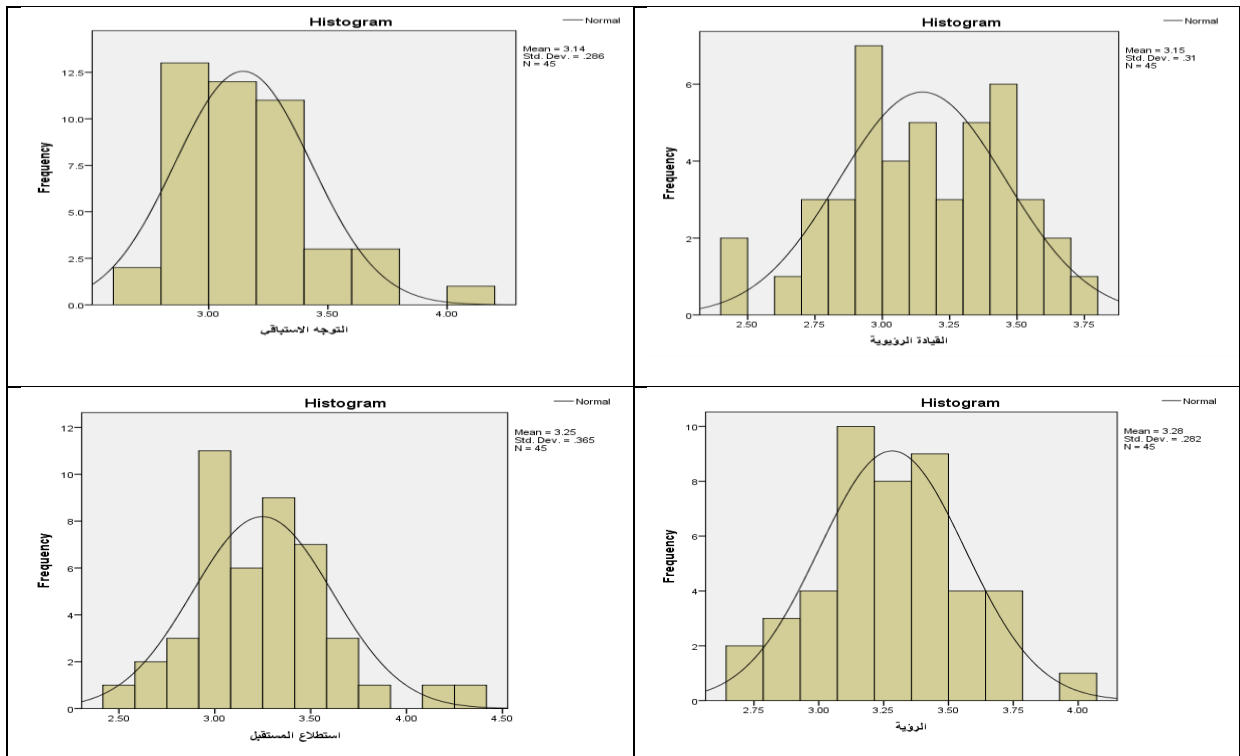 Histogram
Normal
Mean = 3.14
Std. Dev. = .286
N = 45
Frequency
12.5
10.0
7.5
5.0
2.5
0.0
3.00 3.50 4.00
التوجه الاستباقي
Histogram
Normal
Mean = 3.15
Std. Dev. = .31
N = 45
Frequency
6
4
2
0
2.50 2.75 3.00 3.25 3.50 3.75
القيادة الرؤيوية
Histogram
Normal
Mean = 3.25
Std. Dev. = .365
N = 45
Frequency
12
10
8
6
4
2
0
2.50 3.00 3.50 4.00 4.50
استطلاع المستقبل
Histogram
Normal
Mean = 3.28
Std. Dev. = .282
N = 45
Frequency
10
8
6
4
2
0
2.75 3.00 3.25 3.50 3.75 4.00
الرؤية